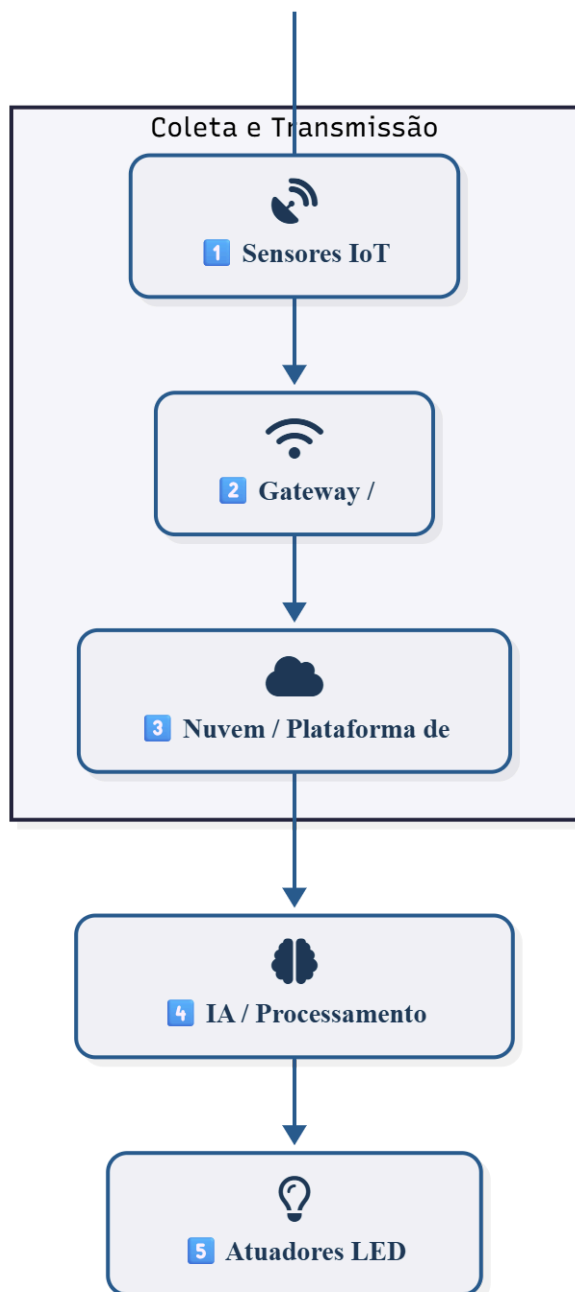 Coleta e Transmissão
1 Sensores IoT
2 Gateway /
3 Nuvem / Plataforma de
4 IA / Processamento
5 Atuadores LED